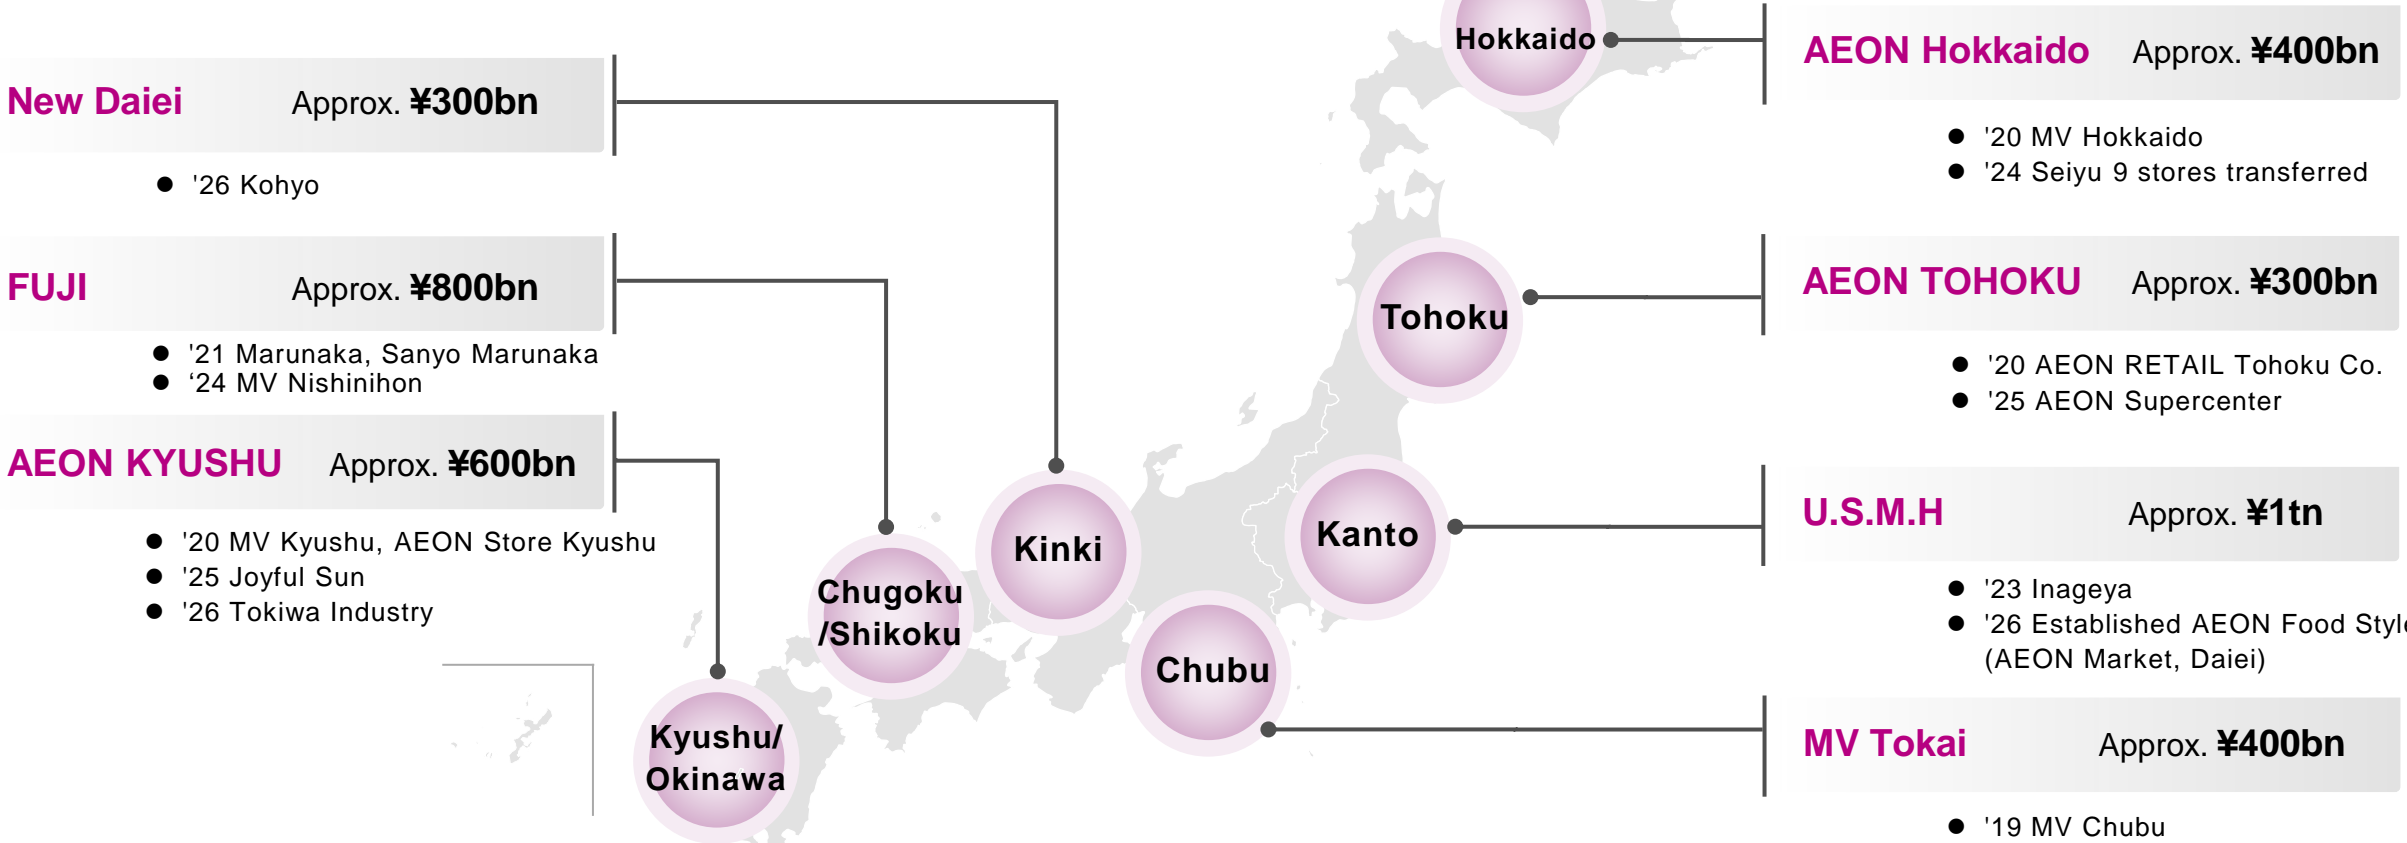 New Daiei Approx. ¥300bn
● '26 Kohyo
FUJI Approx. ¥800bn
● '21 Marunaka, Sanyo Marunaka
● ‘24 MV Nishinihon
AEON KYUSHU Approx. ¥600bn
● '20 MV Kyushu, AEON Store Kyushu
● '25 Joyful Sun
● '26 Tokiwa Industry
Hokkaido
Tohoku
Kanto
Kinki
Chugoku
/Shikoku
Chubu
Kyushu/
Okinawa
AEON Hokkaido Approx. ¥400bn
● '20 MV Hokkaido
● '24 Seiyu 9 stores transferred
AEON TOHOKU Approx. ¥300bn
● '20 AEON RETAIL Tohoku Co.
● '25 AEON Supercenter
U.S.M.H Approx. ¥1tn
● '23 Inageya
● '26 Established AEON Food Style
(AEON Market, Daiei)
MV Tokai Approx. ¥400bn
● '19 MV Chubu